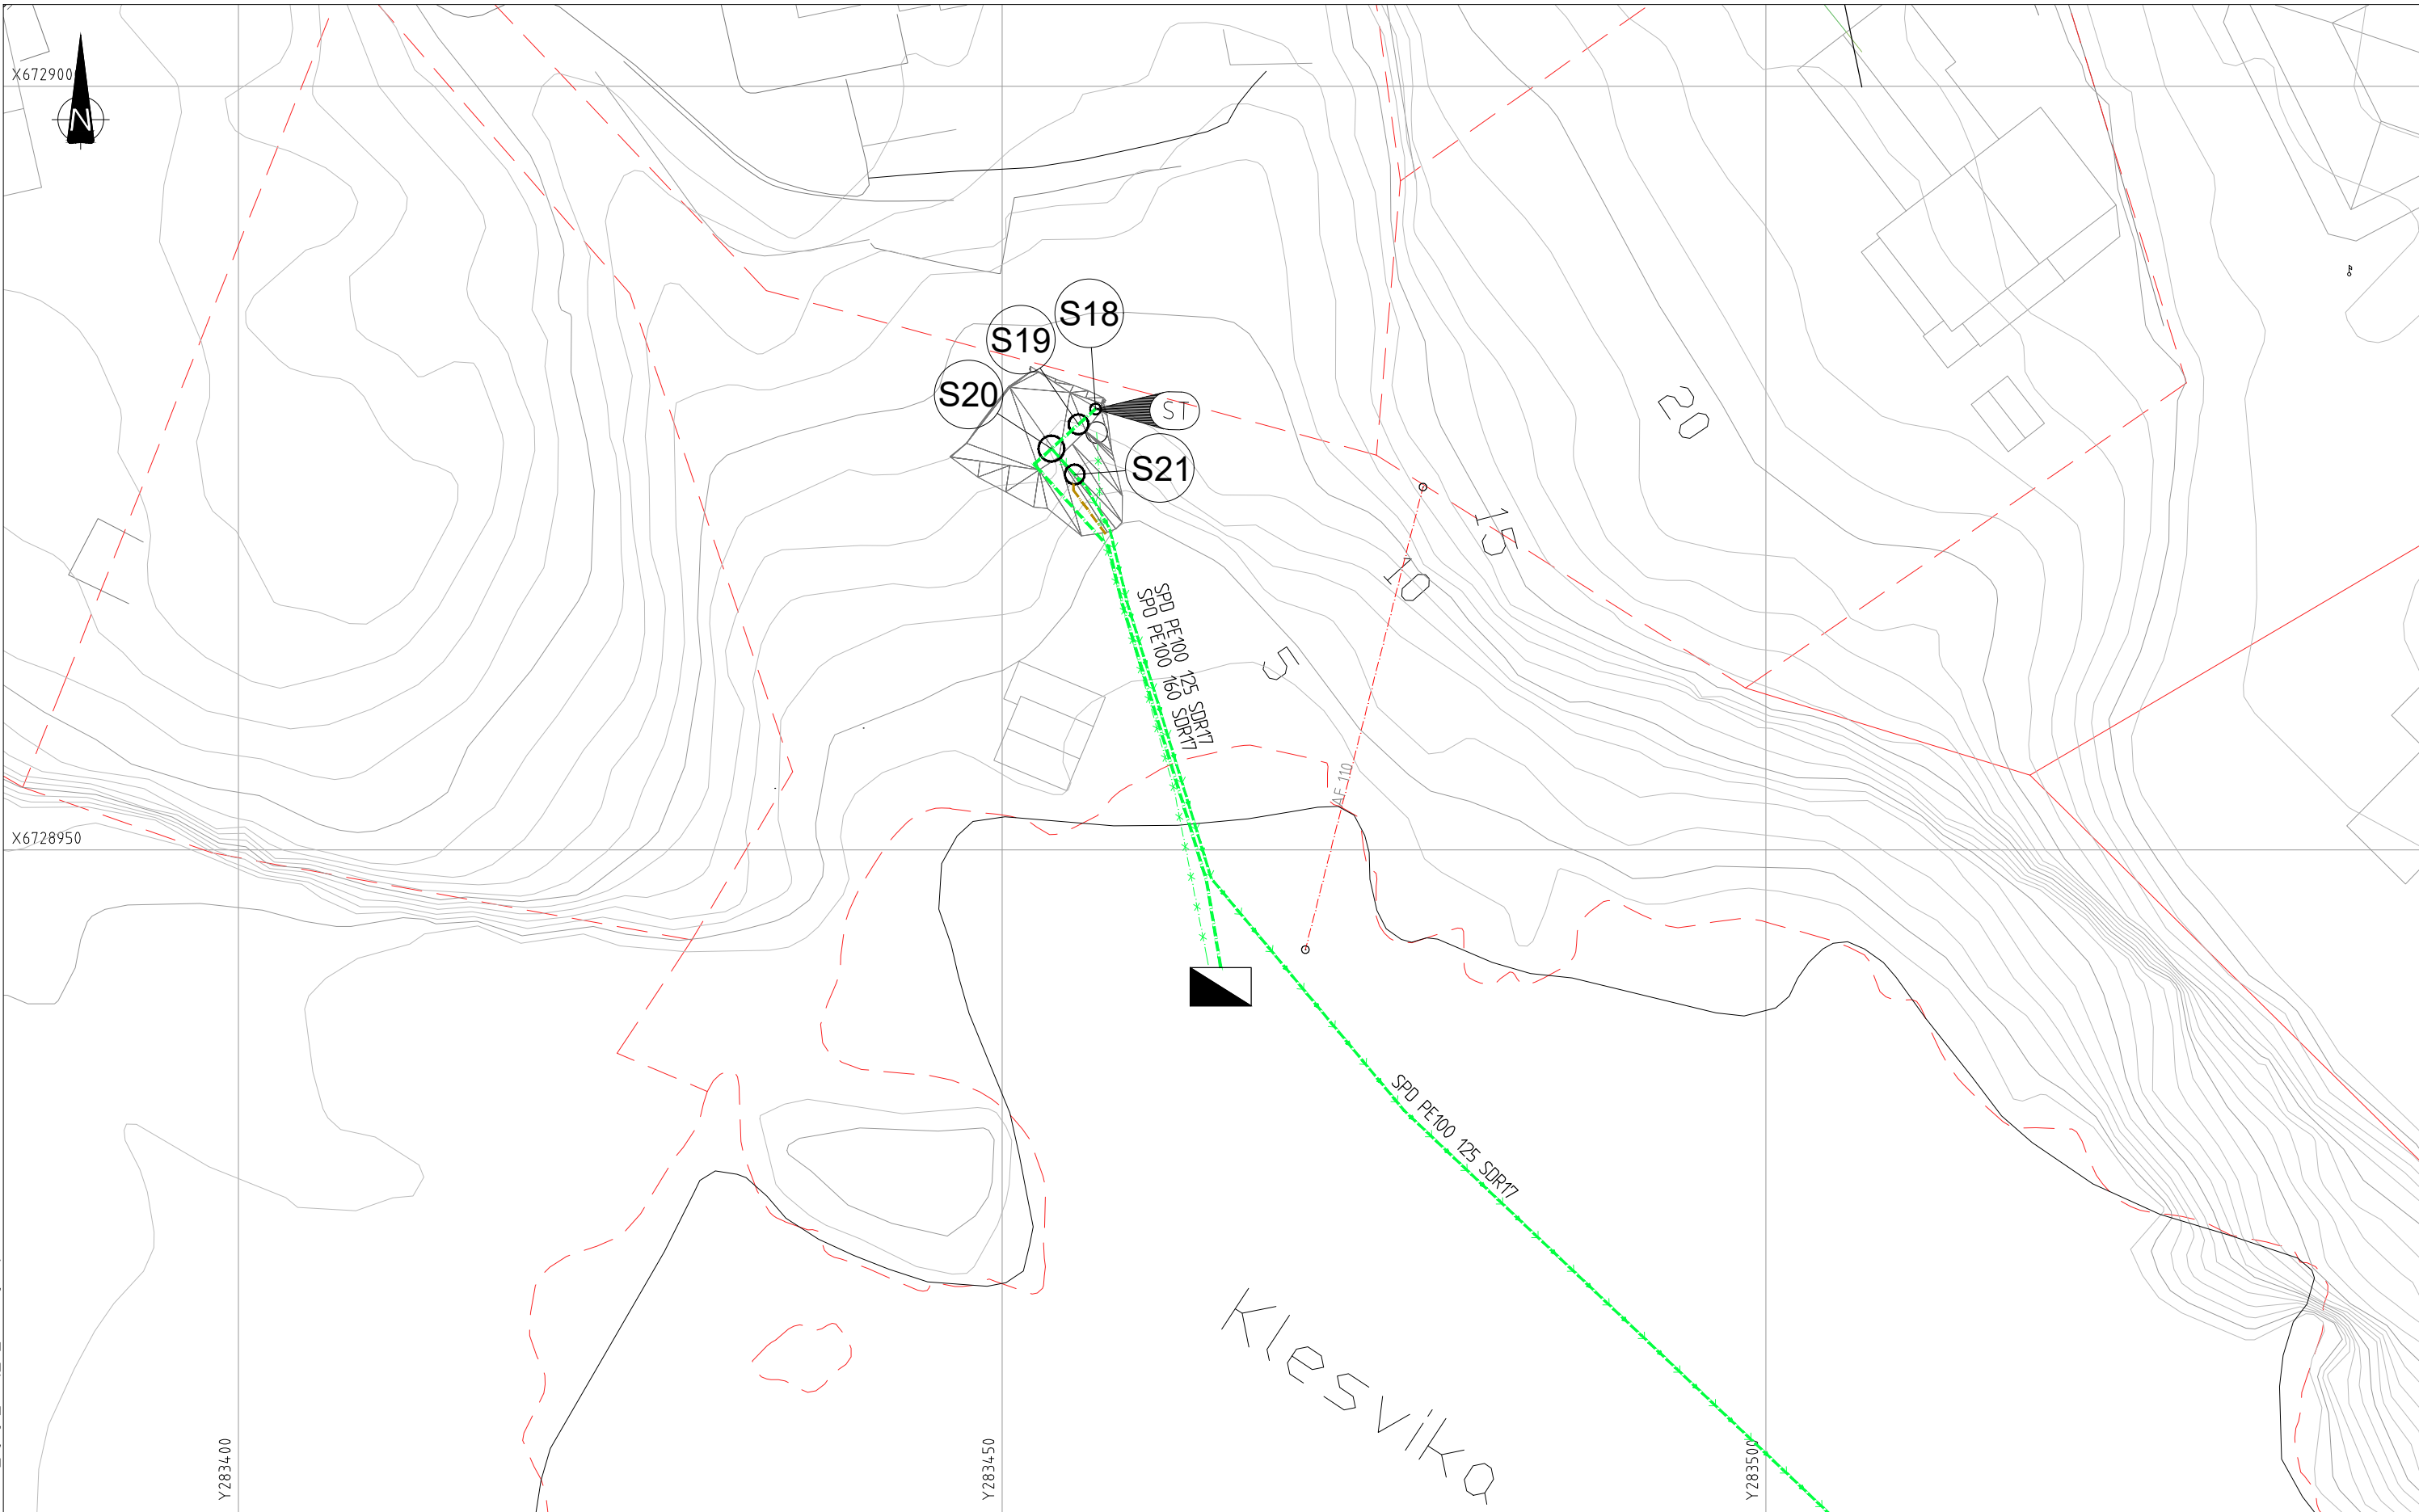 X672900
N
S18
S19
S20
ST
S21
20
15
10
5
SPD PE100 125 SDR17
SPD PE100 160 SDR17
AF 110
X6728950
SPD PE100 125 SDR17
Klesvika
Y283400
Y283450
Y283500